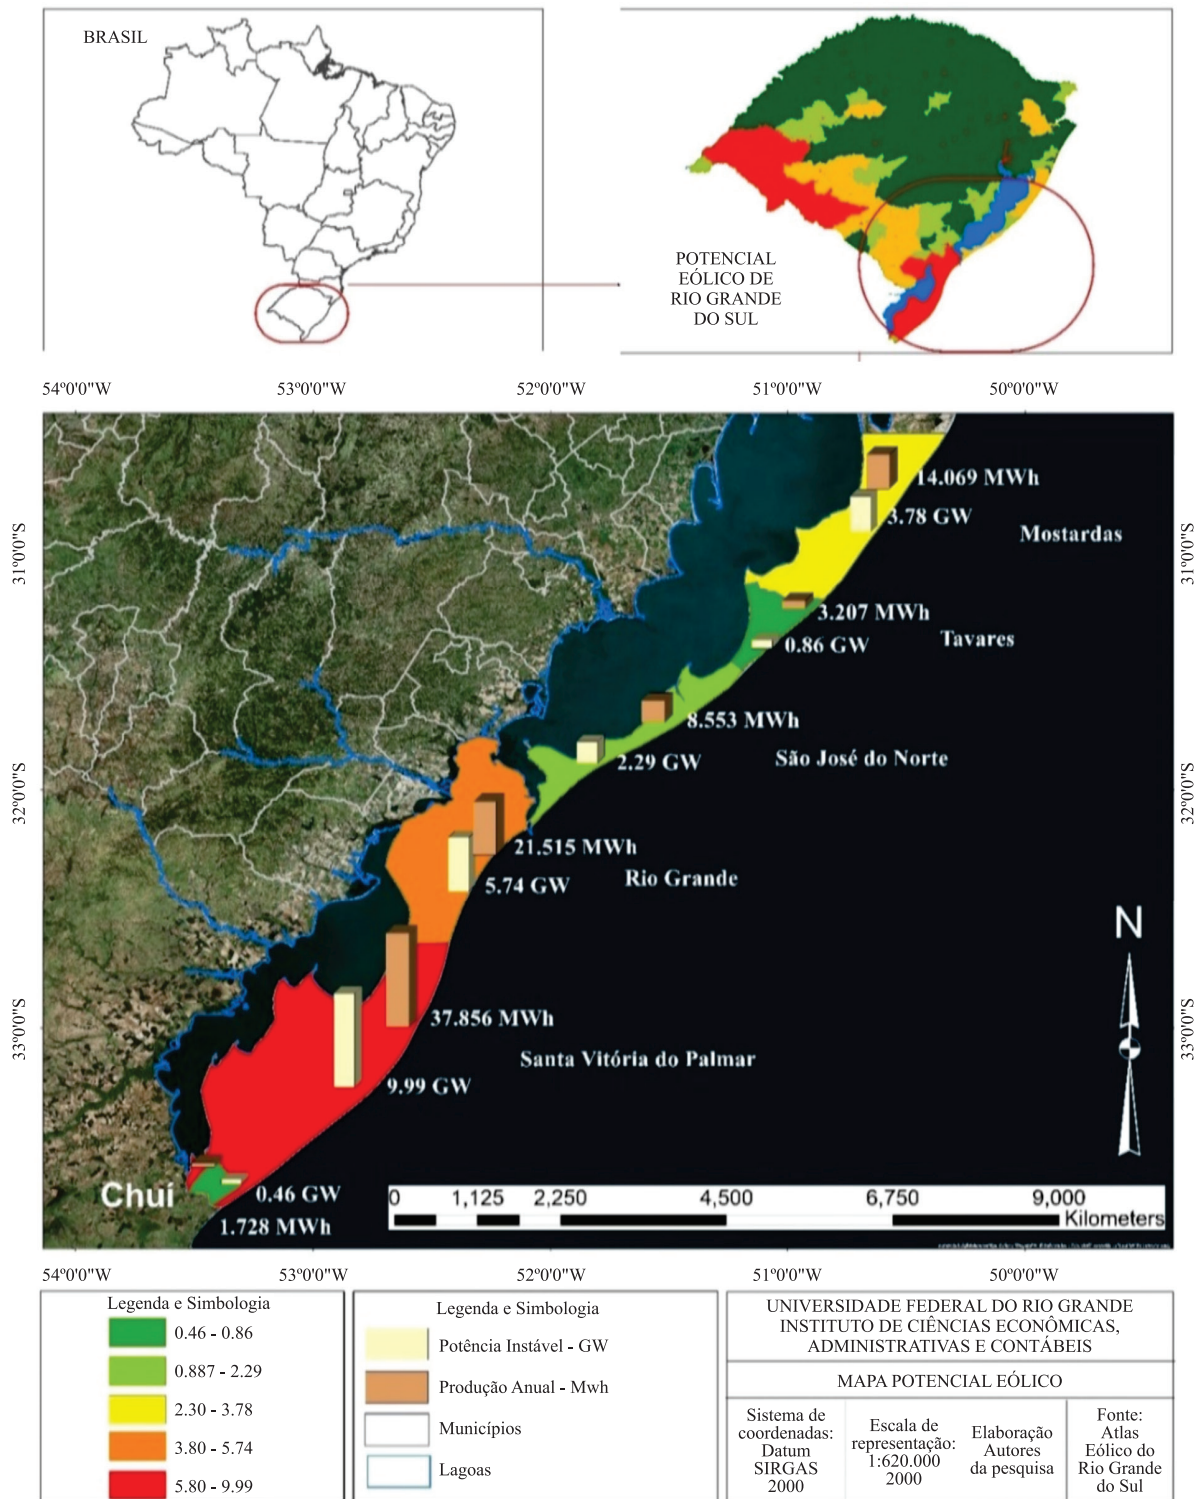 BRASIL
POTENCIAL
EÓLICO DE
RIO GRANDE
DO SUL
54°0'0"W
53°0'0"W
52°0'0"W
51°0'0"W
50°0'0"W
31°0'0"S
32°0'0"S
33°0'0"S
14.069 MWh
3.78 GW
Mostardas
3.207 MWh
Tavares
0.86 GW
8.553 MWh
São José do Norte
2.29 GW
21.515 MWh
Rio Grande
5.74 GW
37.856 MWh
Santa Vitória do Palmar
9.99 GW
Chuí
0.46 GW
1.728 MWh
N
31°0'0"S
32°0'0"S
33°0'0"S
0 1,125 2,250 4,500 6,750 9,000
Kilometers
54°0'0"W
53°0'0"W
52°0'0"W
51°0'0"W
50°0'0"W
Legenda e Simbologia
0.46 - 0.86
0.887 - 2.29
2.30 - 3.78
3.80 - 5.74
5.80 - 9.99
Legenda e Simbologia
Potência Instável - GW
Produção Anual - Mwh
Municípios
Lagoas
UNIVERSIDADE FEDERAL DO RIO GRANDE
INSTITUTO DE CIÊNCIAS ECONÔMICAS,
ADMINISTRATIVAS E CONTÁBEIS
MAPA POTENCIAL EÓLICO
Sistema de
coordenadas:
Datum
SIRGAS
2000
Escala de
representação:
1:620.000
2000
Elaboração
Autores
da pesquisa
Fonte:
Atlas
Eólico do
Rio Grande
do Sul